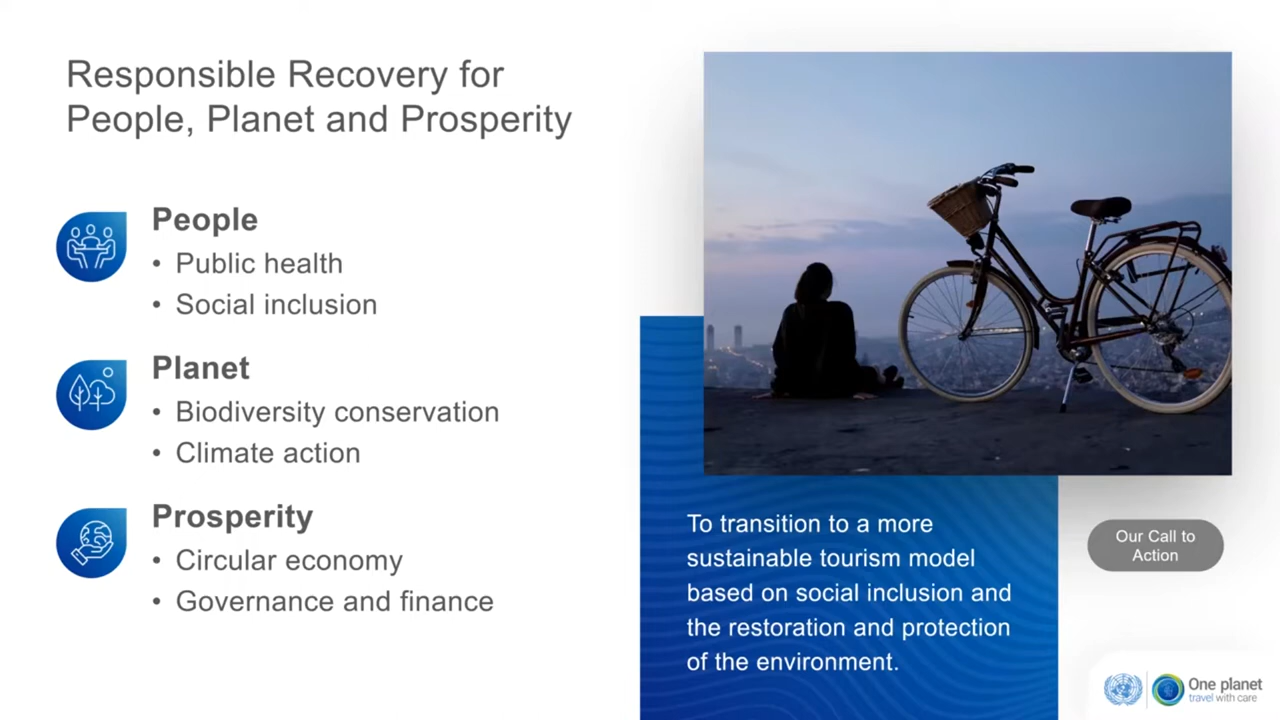 Responsible Recovery for
People, Planet and Prosperity
People
• Public health
• Social inclusion
Planet
• Biodiversity conservation
• Climate action
Prosperity
• Circular economy
• Governance and finance
To transition to a more
sustainable tourism model
based on social inclusion and
the restoration and protection
of the environment.
Our Call to
Action
One planet
travel with care